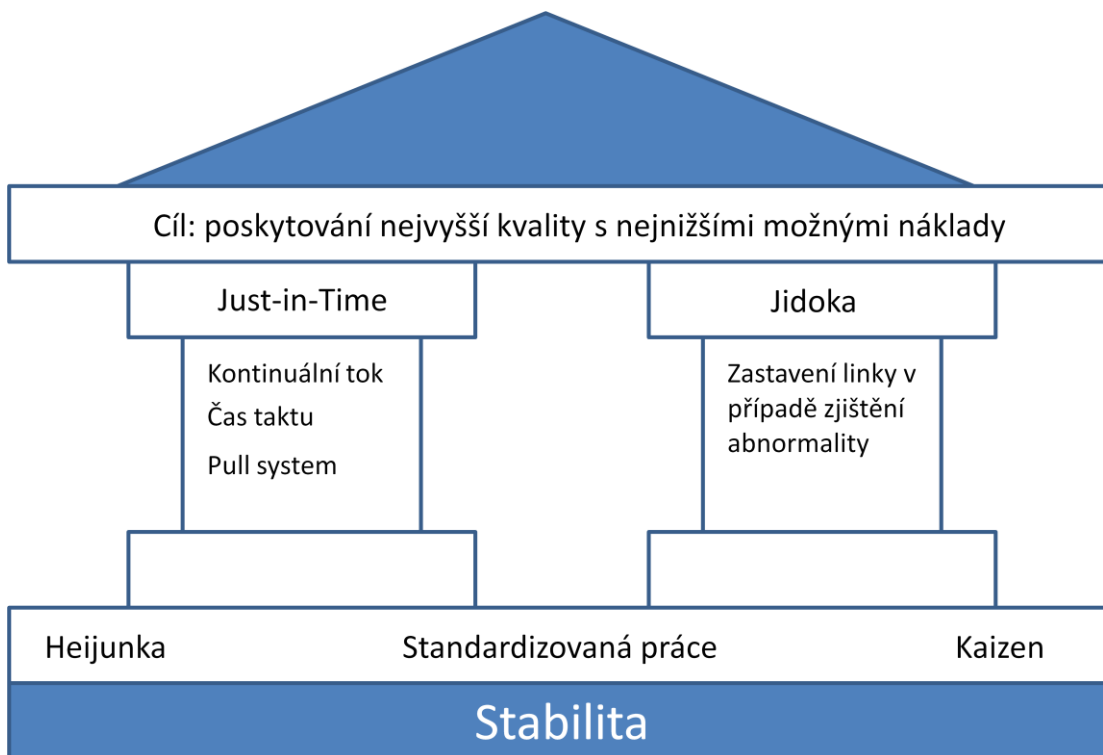 Cíl: poskytování nejvyšší kvality s nejnižšími možnými náklady
Just-in-Time
Kontinuální tok
Čas taktu
Pull system
Jidoka
Zastavení linky v
případě zjištění
abnormality
Heijunka
Standardizovaná práce
Kaizen
Stabilita